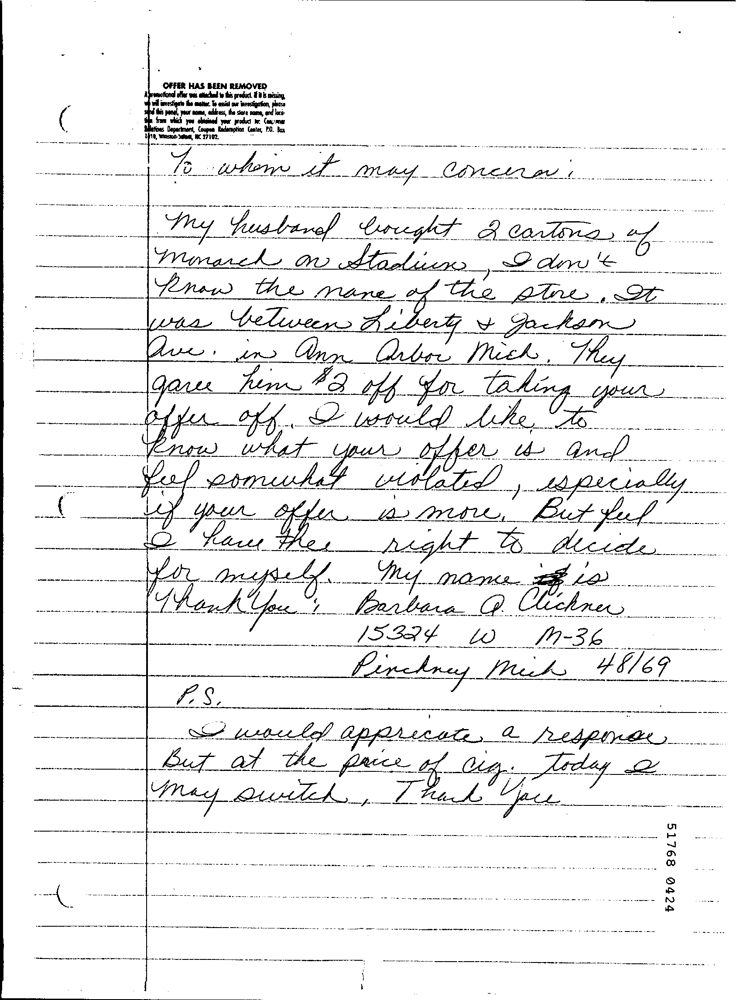 OFFER HAS BEEN REMOVED
A promotional offer was attached to this product. If it is missing,
we will investigate the matter. To assist our investigation, please
send this panel, your name, address, the store name, and loca-
tion from which you obtained your product to: Consumer
Relations Department, Coupon Redemption Center, P.O. Box
Winston-Salem, NC 27102.
To whom it may concern:
My husband bought 2 cartons of
Monarch on Stadium, I don't
know the name of the store. It
was between Liberty & Jackson
Ave. in Ann Arbor Mich. They
gave him $2 off for taking your
offer off. I would like to
know what your offer is and
feel somewhat violated, especially
if your offer is more. But feel
I have thee right to decide
for myself. My name is
Thank You; Barbara A. Clickner
15324 W M-36
Pinckney Mich 48169
P.S.
I would appricate a response
But at the price of cig. today I
may switch, Thank You
51768 0424